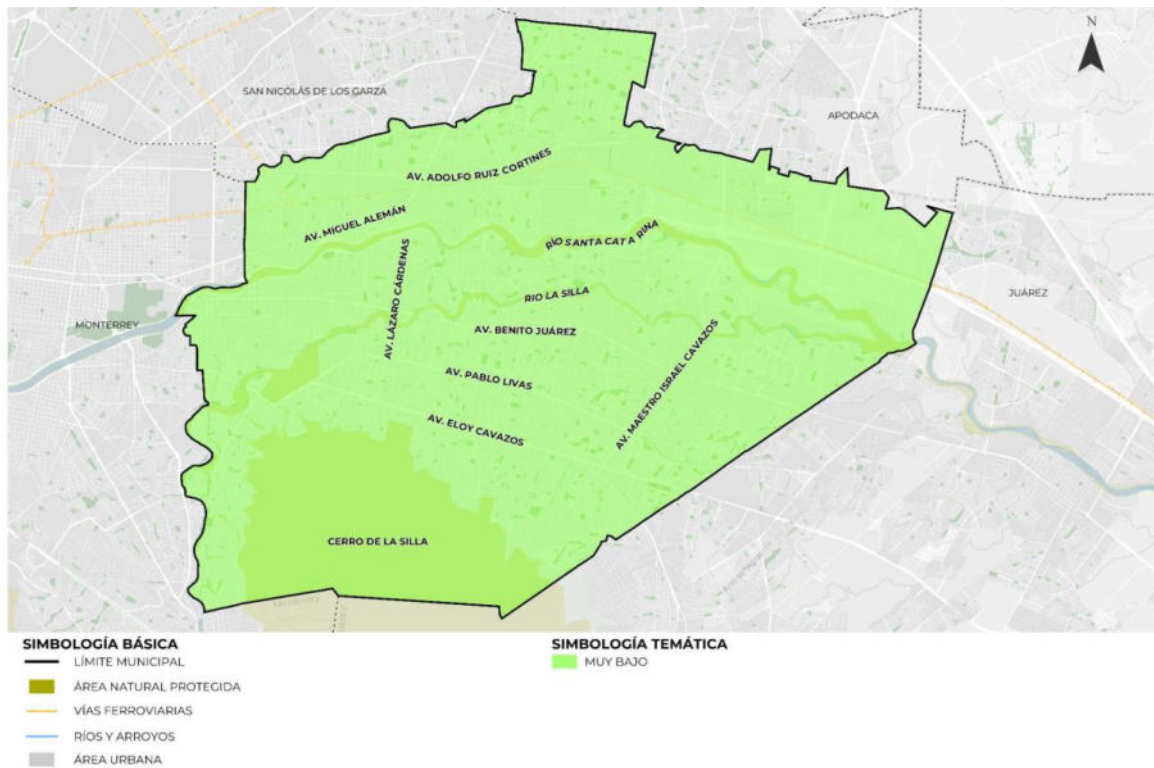 N
SAN NICOLÁS DE LOS GARZA
APODACA
AV. ADOLFO RUIZ CORTINES
AV. MIGUEL ALEMÁN
RÍO SANTA CATARINA
AV. LÁZARO CÁRDENAS
RIO LA SILLA
JUÁREZ
MONTERREY
AV. BENITO JUÁREZ
AV. MAESTRO ISRAEL CAVAZOS
AV. PABLO LIVAS
AV. ELOY CAVAZOS
CERRO DE LA SILLA
SIMBOLOGÍA BÁSICA
LÍMITE MUNICIPAL
ÁREA NATURAL PROTEGIDA
VÍAS FERROVIARIAS
RÍOS Y ARROYOS
ÁREA URBANA
SIMBOLOGÍA TEMÁTICA
MUY BAJO